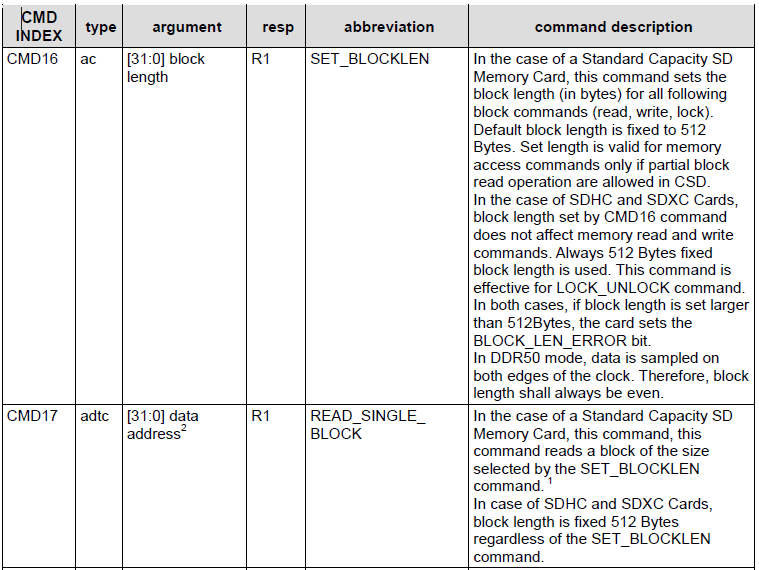 CMD INDEX type argument resp abbreviation command description
CMD16 ac [31:0] block length R1 SET_BLOCKLEN In the case of a Standard Capacity SD
Memory Card, this command sets the
block length (in bytes) for all following
block commands (read, write, lock).
Default block length is fixed to 512
Bytes. Set length is valid for memory
access commands only if partial block
read operation are allowed in CSD.
In the case of SDHC and SDXC Cards,
block length set by CMD16 command
does not affect memory read and write
commands. Always 512 Bytes fixed
block length is used. This command is
effective for LOCK_UNLOCK command.
In both cases, if block length is set larger
than 512Bytes, the card sets the
BLOCK_LEN_ERROR bit.
In DDR50 mode, data is sampled on
both edges of the clock. Therefore, block
length shall always be even.
CMD17 adtc [31:0] data address2 R1 READ_SINGLE_ BLOCK In the case of a Standard Capacity SD
Memory Card, this command, this
command reads a block of the size
selected by the SET_BLOCKLEN
command. 1
In case of SDHC and SDXC Cards,
block length is fixed 512 Bytes
regardless of the SET_BLOCKLEN
command.